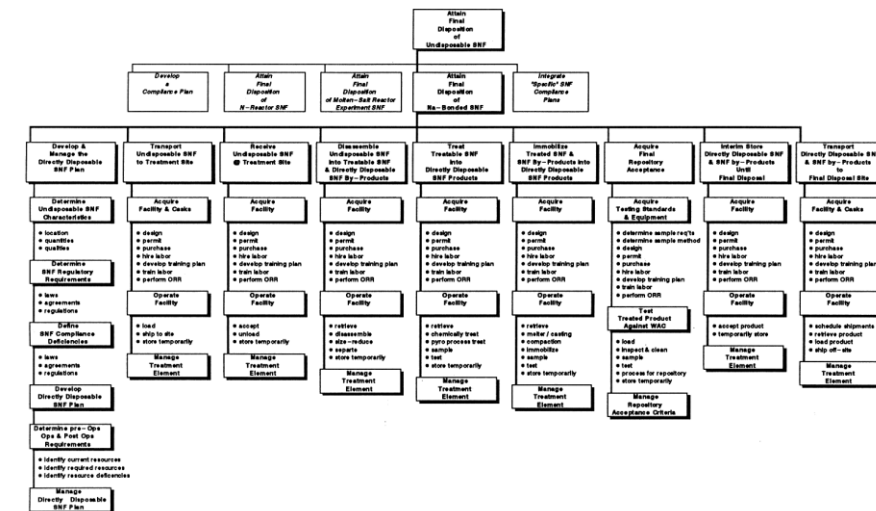 Attain
Final
Disposition
of
Undisposable SNF
Develop
a
Compliance Plan
Attain
Final
Disposition
of
N-Reactor SNF
Attain
Final
Disposition
of Molten-Salt Reactor
Experiment SNF
Attain
Final
Disposition
of
Na-Bonded SNF
Integrate
"Specific" SNF
Compliance
Plans
Develop &
Manage the
Directly Disposable
SNF Plan
Determine
Undisposable SNF
Characteristics
• location
• quantities
• qualities
Determine
SNF Regulatory
Requirements
• laws
• agreements
• regulations
Define
SNF Compliance
Deficiencies
• laws
• agreements
• regulations
Develop
Directly Disposable
SNF Plan
Determine pre-Ops
Ops & Post Ops
Requirements
• identify current resources
• identify required resources
• identify resource deficiencies
Manage
Directly Disposable
SNF Plan
Transport
Undisposable SNF
to Treatment Site
Acquire
Facility & Casks
• design
• permit
• purchase
• hire labor
• develop training plan
• train labor
• perform ORR
Operate
Facility
• load
• ship to site
• store temporarily
Manage
Treatment
Element
Receive
Undisposable SNF
@ Treatment Site
Acquire
Facility
• design
• permit
• purchase
• hire labor
• develop training plan
• train labor
• perform ORR
Operate
Facility
• accept
• unload
• store temporarily
Manage
Treatment
Element
Disassemble
Undisposable SNF
into Treatable SNF
& Directly Disposable
SNF By-Products
Acquire
Facility
• design
• permit
• purchase
• hire labor
• develop training plan
• train labor
• perform ORR
Operate
Facility
• retrieve
• disassemble
• size-reduce
• separate
• store temporarily
Manage
Treatment
Element
Treat
Treatable SNF
into
Directly Disposable
SNF Products
Acquire
Facility
• design
• permit
• purchase
• hire labor
• develop training plan
• train labor
• perform ORR
Operate
Facility
• retrieve
• chemically treat
• pyro process treat
• sample
• test
• store temporarily
Manage
Treatment
Element
Immobilize
Treated SNF &
SNF By-Products into
Directly Disposable
SNF Products
Acquire
Facility
• design
• permit
• purchase
• hire labor
• develop training plan
• train labor
• perform ORR
Operate
Facility
• retrieve
• melter / casting
• compaction
• immobilize
• sample
• test
• store temporarily
Manage
Treatment
Element
Acquire
Final
Repository
Acceptance
Acquire
Testing Standards
& Equipment
• determine sample req'ts
• determine sample method
• design
• permit
• purchase
• hire labor
• develop training plan
• train labor
• perform ORR
Test
Treated Product
Against WAC
• load
• inspect & clean
• sample
• test
• process for repository
• store temporarily
Manage
Repository
Acceptance Criteria
Interim Store
Directly Disposable SNF
& SNF by-Products
Until
Final Disposal
Acquire
Facility
• design
• permit
• purchase
• hire labor
• develop training plan
• train labor
• perform ORR
Operate
Facility
• accept product
• temporarily store
Manage
Treatment
Element
Transport
Directly Disposable SNF
& SNF by-Products
to
Final Disposal Site
Acquire
Facility & Casks
• design
• permit
• purchase
• hire labor
• develop training plan
• train labor
• perform ORR
Operate
Facility
• schedule shipments
• retrieve product
• load product
• ship off-site
Manage
Treatment
Element